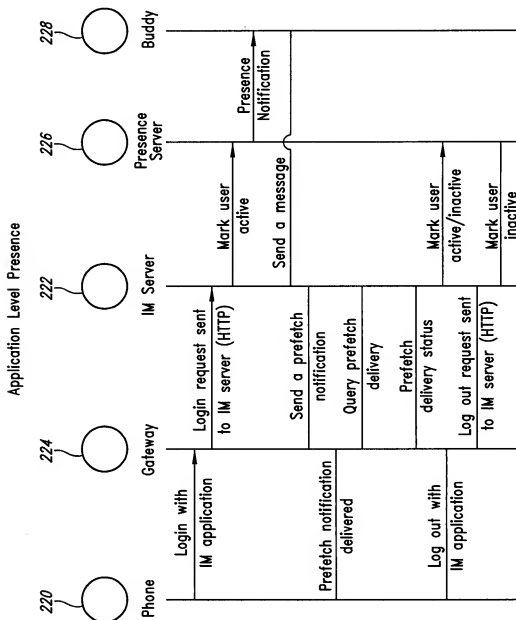 Application Level Presence
220
224
222
226
228
Phone
Gateway
IM Server
Presence
Server
Buddy
Login with
IM application
Login request sent
to IM server (HTTP)
Mark user
active
Presence
Notification
Send a message
Send a prefetch
notification
Prefetch notification
delivered
Query prefetch
delivery
Prefetch
delivery status
Mark user
active/inactive
Log out with
IM application
Log out request sent
to IM server (HTTP)
Mark user
inactive